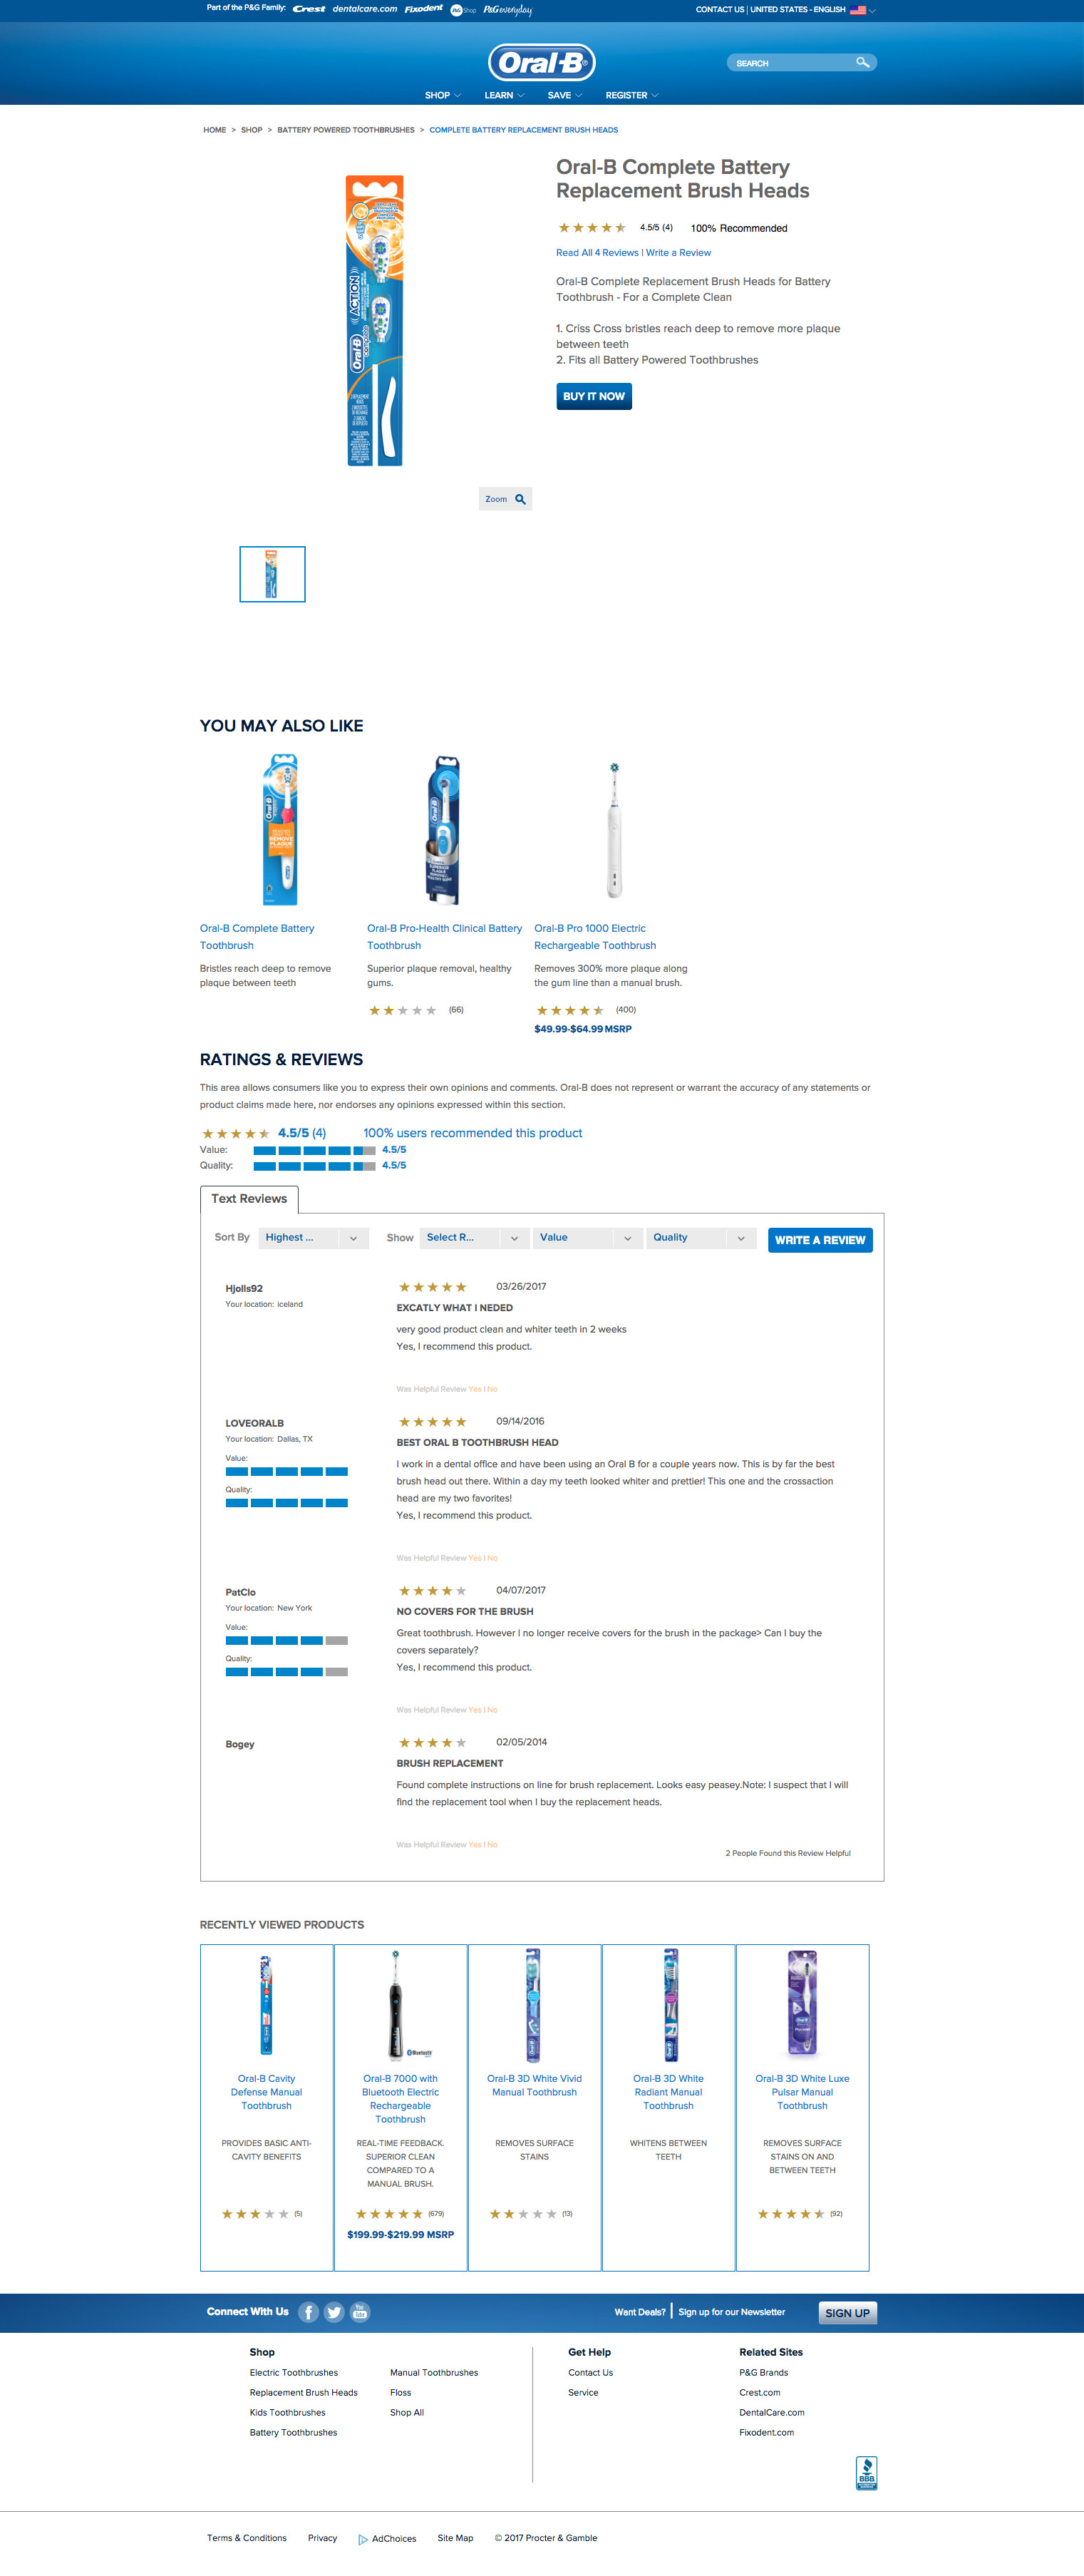 Part of the P&G Family: Crest dentalcare.com Fixodent P&G Shop P&G everyday
CONTACT US | UNITED STATES - ENGLISH
Oral-B
SEARCH
SHOP LEARN SAVE REGISTER
HOME > SHOP > BATTERY POWERED TOOTHBRUSHES > COMPLETE BATTERY REPLACEMENT BRUSH HEADS
Oral-B Complete Battery
Replacement Brush Heads
4.5/5 (4) 100% Recommended
Read All 4 Reviews | Write a Review
Oral-B Complete Replacement Brush Heads for Battery
Toothbrush - For a Complete Clean
1. Criss Cross bristles reach deep to remove more plaque
between teeth
2. Fits all Battery Powered Toothbrushes
BUY IT NOW
ACTION
Oral-B
complete
Zoom
YOU MAY ALSO LIKE
Oral-B Complete Battery
Toothbrush
Bristles reach deep to remove
plaque between teeth
Oral-B Pro-Health Clinical Battery
Toothbrush
Superior plaque removal, healthy
gums.
(66)
Oral-B Pro 1000 Electric
Rechargeable Toothbrush
Removes 300% more plaque along
the gum line than a manual brush.
(400)
$49.99-$64.99 MSRP
RATINGS & REVIEWS
This area allows consumers like you to express their own opinions and comments. Oral-B does not represent or warrant the accuracy of any statements or
product claims made here, nor endorses any opinions expressed within this section.
4.5/5 (4) 100% users recommended this product
Value: 4.5/5
Quality: 4.5/5
Text Reviews
Sort By Highest ... Show Select R... Value Quality WRITE A REVIEW
Hjolls92 03/26/2017
Your location: iceland
EXCATLY WHAT I NEDED
very good product clean and whiter teeth in 2 weeks
Yes, I recommend this product.
Was Helpful Review Yes | No
LOVEORALB 09/14/2016
Your location: Dallas, TX
Value:
Quality:
BEST ORAL B TOOTHBRUSH HEAD
I work in a dental office and have been using an Oral B for a couple years now. This is by far the best
brush head out there. Within a day my teeth looked whiter and prettier! This one and the crossaction
head are my two favorites!
Yes, I recommend this product.
Was Helpful Review Yes | No
PatClo 04/07/2017
Your location: New York
Value:
Quality:
NO COVERS FOR THE BRUSH
Great toothbrush. However I no longer receive covers for the brush in the package> Can I buy the
covers separately?
Yes, I recommend this product.
Was Helpful Review Yes | No
Bogey 02/05/2014
BRUSH REPLACEMENT
Found complete instructions on line for brush replacement. Looks easy peasey.Note: I suspect that I will
find the replacement tool when I buy the replacement heads.
Was Helpful Review Yes | No
2 People Found this Review Helpful
RECENTLY VIEWED PRODUCTS
Bluetooth
Oral-B Cavity
Defense Manual
Toothbrush
PROVIDES BASIC ANTI-
CAVITY BENEFITS
(5)
Oral-B 7000 with
Bluetooth Electric
Rechargeable
Toothbrush
REAL-TIME FEEDBACK.
SUPERIOR CLEAN
COMPARED TO A
MANUAL BRUSH.
(679)
$199.99-$219.99 MSRP
Oral-B 3D White Vivid
Manual Toothbrush
REMOVES SURFACE
STAINS
(13)
Oral-B 3D White
Radiant Manual
Toothbrush
WHITENS BETWEEN
TEETH
Oral-B 3D White Luxe
Pulsar Manual
Toothbrush
REMOVES SURFACE
STAINS ON AND
BETWEEN TEETH
(92)
Connect With Us
You Tube
Want Deals? | Sign up for our Newsletter SIGN UP
Shop
Electric Toothbrushes
Replacement Brush Heads
Kids Toothbrushes
Battery Toothbrushes
Manual Toothbrushes
Floss
Shop All
Get Help
Contact Us
Service
Related Sites
P&G Brands
Crest.com
DentalCare.com
Fixodent.com
BBB
Terms & Conditions Privacy AdChoices Site Map © 2017 Procter & Gamble